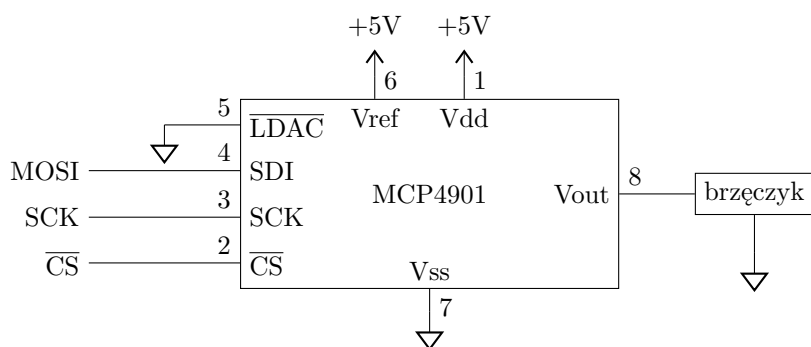 +5V +5V
6 1
5 LDAC Vref Vdd
MOSI 4 SDI
MCP4901 Vout 8 brzęczyk
SCK 3 SCK
CS 2 CS
Vss
7